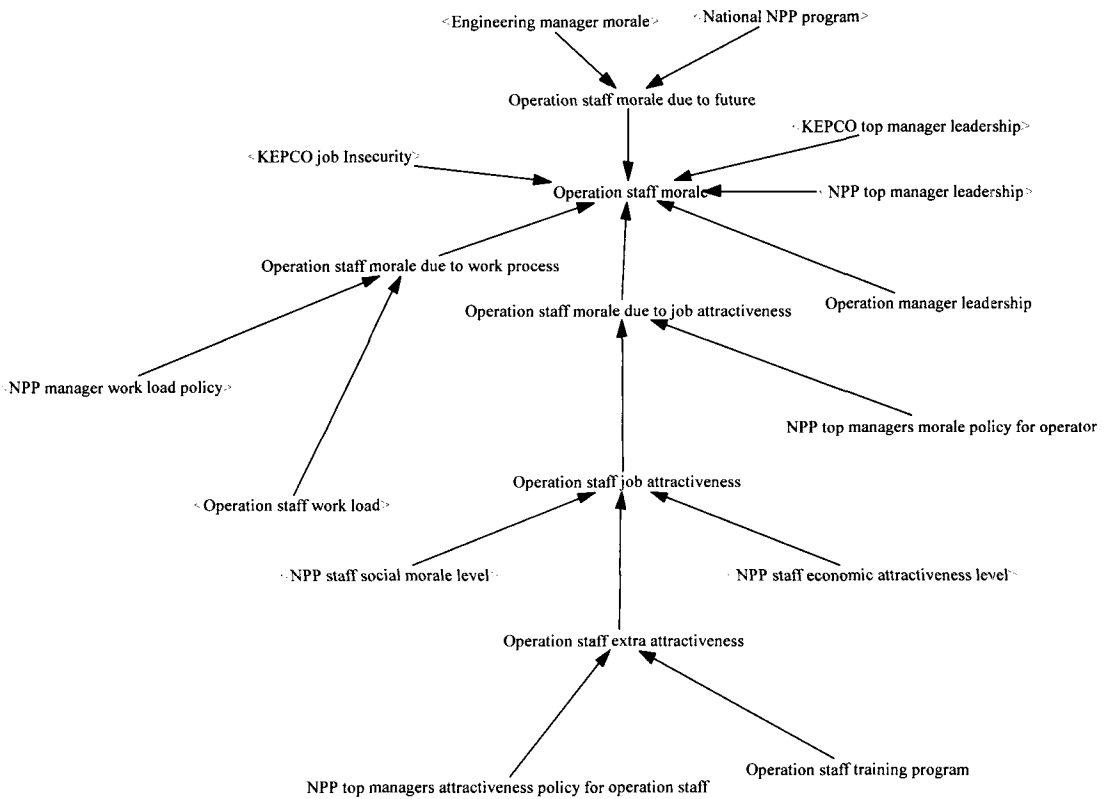 <Engineering manager morale>
<National NPP program>
Operation staff morale due to future
<KEPCO top manager leadership>
<KEPCO job Insecurity>
Operation staff morale
<NPP top manager leadership>
Operation staff morale due to work process
Operation manager leadership
Operation staff morale due to job attractiveness
<NPP manager work load policy>
NPP top managers morale policy for operator
Operation staff job attractiveness
<Operation staff work load>
<NPP staff social morale level>
<NPP staff economic attractiveness level>
Operation staff extra attractiveness
Operation staff training program
NPP top managers attractiveness policy for operation staff